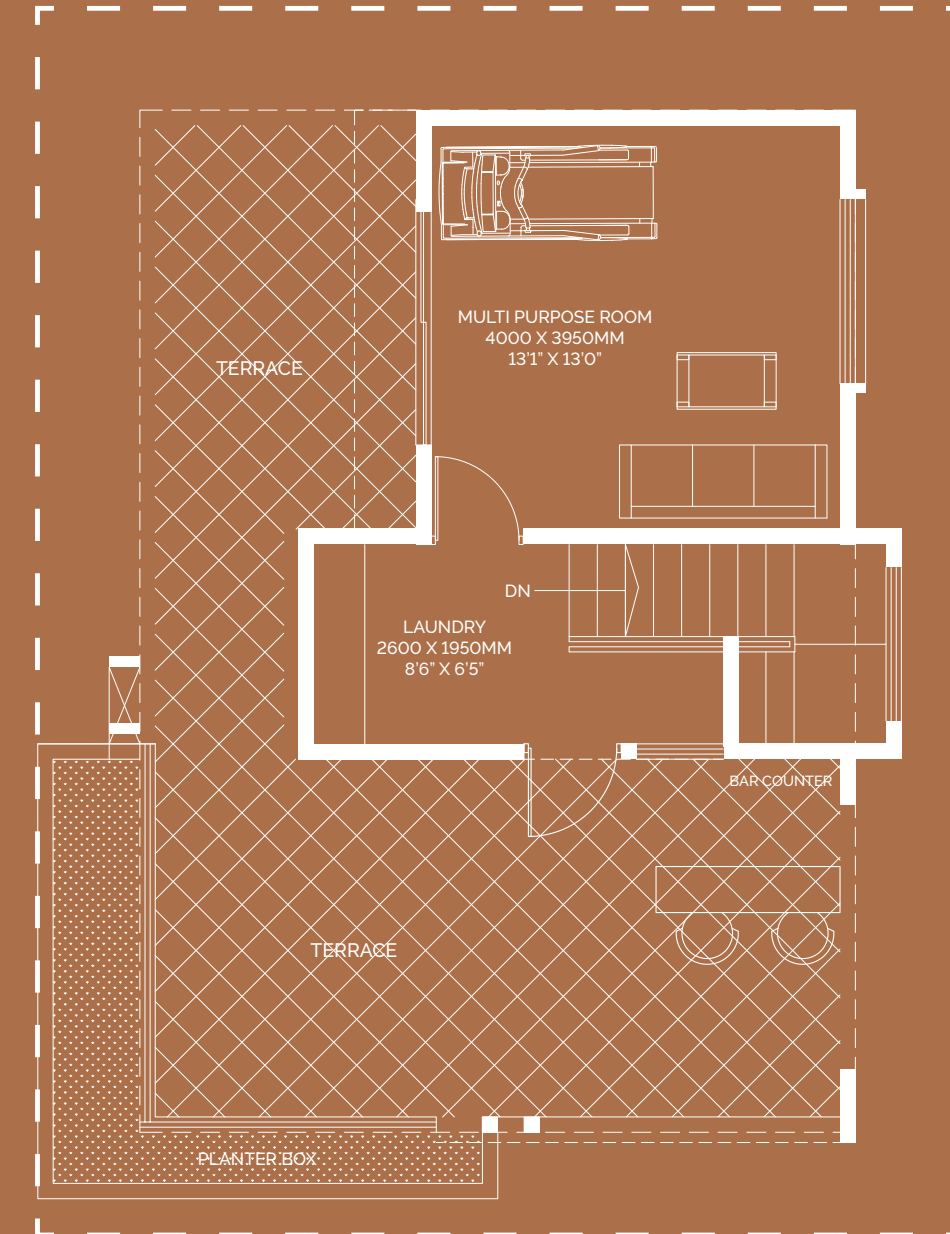 MULTI PURPOSE ROOM
4000 X 3950MM
13'1" X 13'0"
TERRACE
DN
LAUNDRY
2600 X 1950MM
8'6" X 6'5"
BAR COUNTER
TERRACE
PLANTER BOX